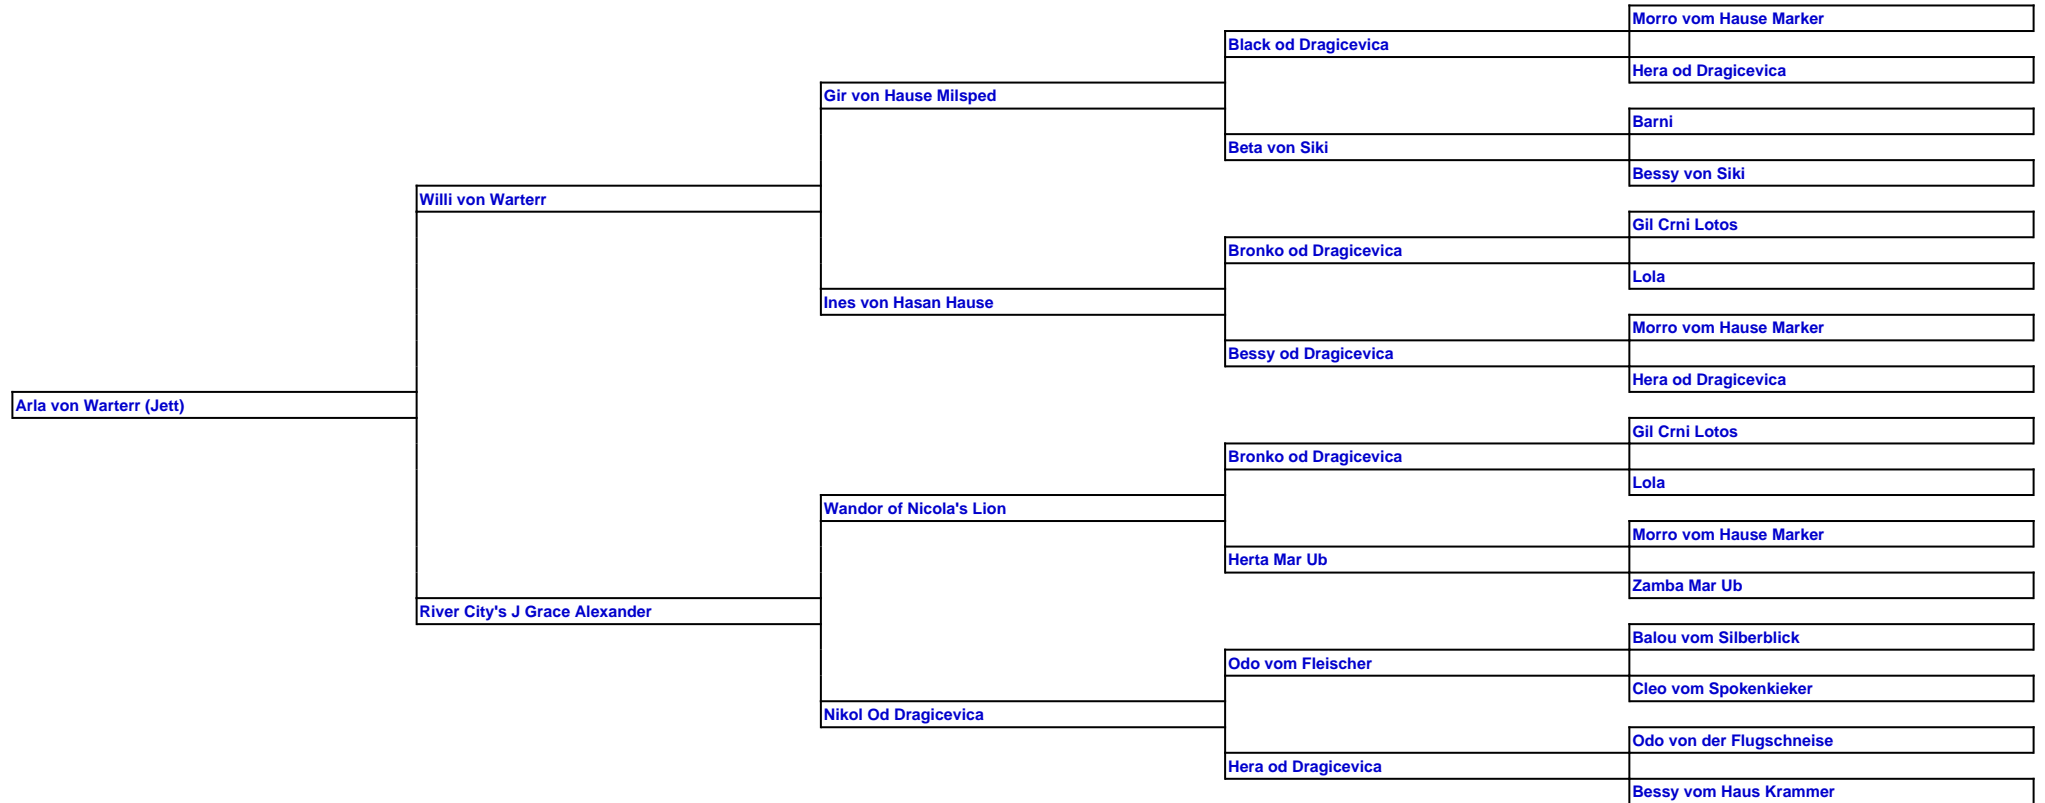 Morro vom Hause Marker
Black od Dragicevica
Hera od Dragicevica
Gir von Hause Milsped
Barni
Beta von Siki
Bessy von Siki
Willi von Warterr
Gil Crni Lotos
Bronko od Dragicevica
Lola
Ines von Hasan Hause
Morro vom Hause Marker
Bessy od Dragicevica
Hera od Dragicevica
Arla von Warterr (Jett)
Gil Crni Lotos
Bronko od Dragicevica
Lola
Wandor of Nicola's Lion
Morro vom Hause Marker
Herta Mar Ub
Zamba Mar Ub
River City's J Grace Alexander
Balou vom Silberblick
Odo vom Fleischer
Cleo vom Spokenkieker
Nikol Od Dragicevica
Odo von der Flugschneise
Hera od Dragicevica
Bessy vom Haus Krammer